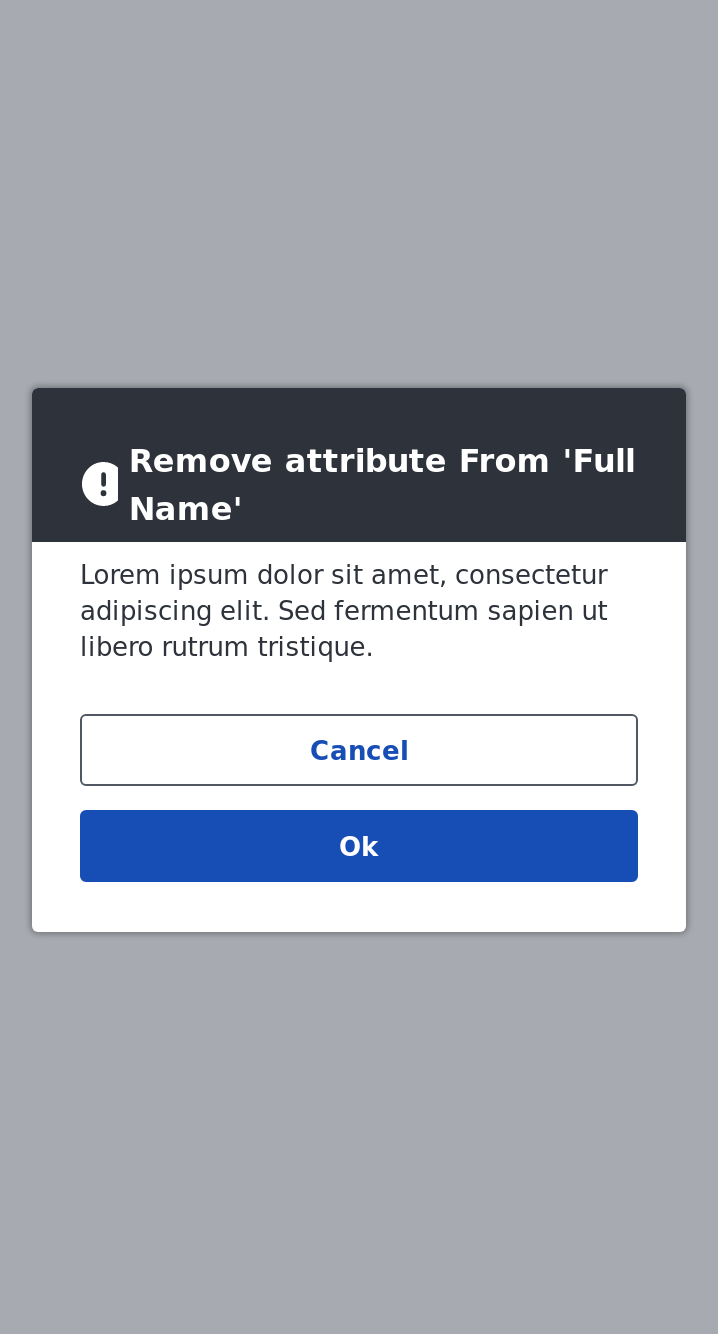 Remove attribute From 'Full
Name'
Lorem ipsum dolor sit amet, consectetur
adipiscing elit. Sed fermentum sapien ut
libero rutrum tristique.
Cancel
Ok